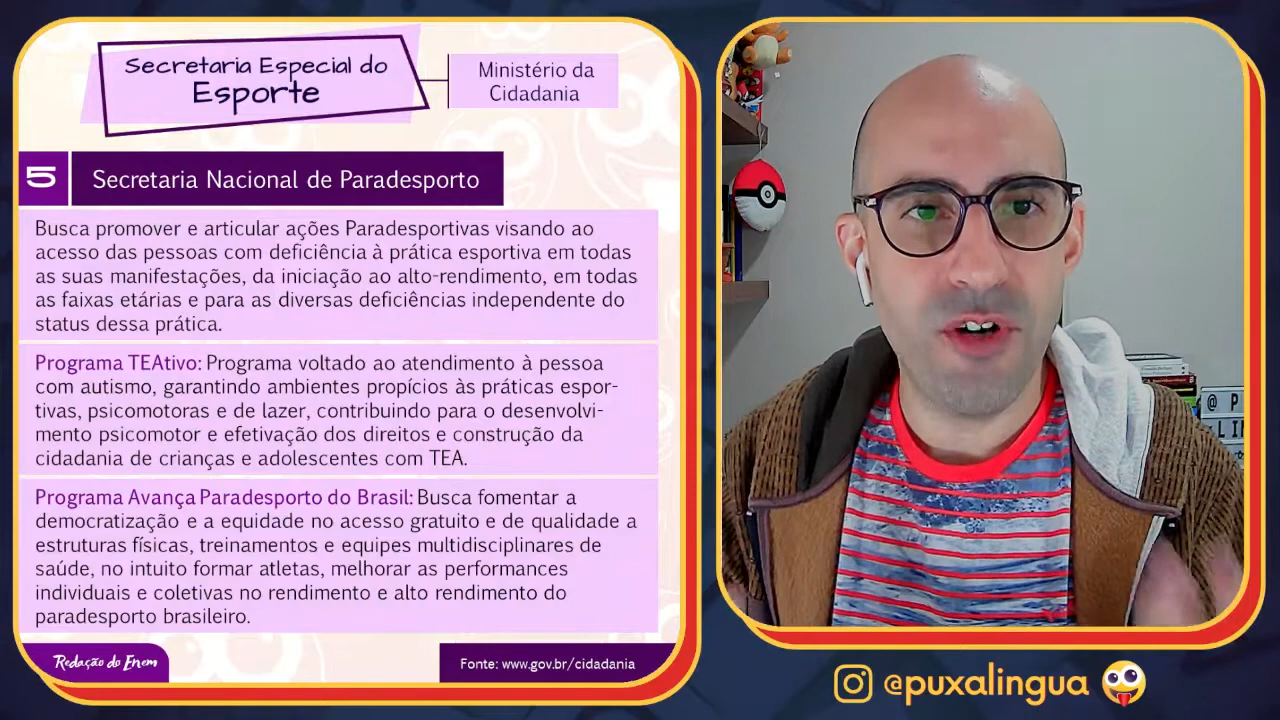 Secretaria Especial do
Esporte
Ministério da
Cidadania
5
Secretaria Nacional de Paradesporto
Busca promover e articular ações Paradesportivas visando ao
acesso das pessoas com deficiência à prática esportiva em todas
as suas manifestações, da iniciação ao alto-rendimento, em todas
as faixas etárias e para as diversas deficiências independente do
status dessa prática.
Programa TEAtivo: Programa voltado ao atendimento à pessoa
com autismo, garantindo ambientes propícios às práticas espor-
tivas, psicomotoras e de lazer, contribuindo para o desenvolvi-
mento psicomotor e efetivação dos direitos e construção da
cidadania de crianças e adolescentes com TEA.
Programa Avança Paradesporto do Brasil: Busca fomentar a
democratização e a equidade no acesso gratuito e de qualidade a
estruturas físicas, treinamentos e equipes multidisciplinares de
saúde, no intuito formar atletas, melhorar as performances
individuais e coletivas no rendimento e alto rendimento do
paradesporto brasileiro.
Redação do Enem
Fonte: www.gov.br/cidadania
@ P
LIN
@puxalingua